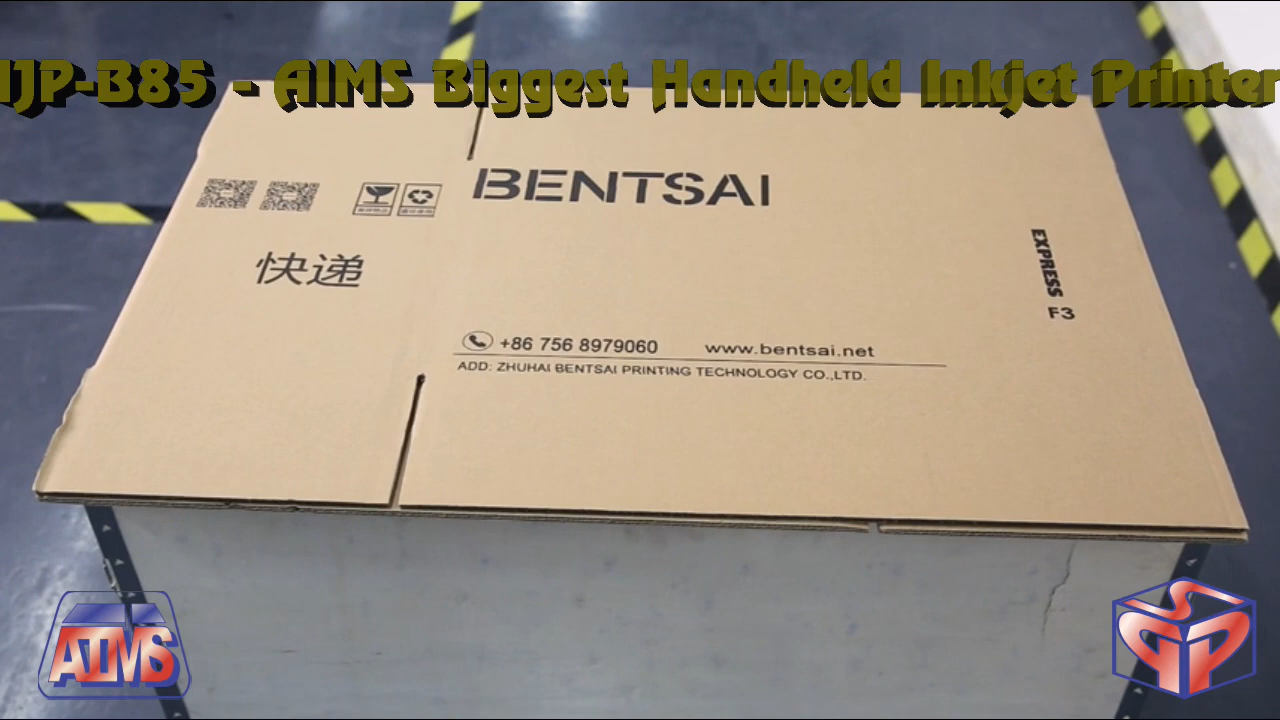 IJP-B85 - AIMS Biggest Handheld Inkjet Printer
BENTSAI
快递
EXPRESS F3
+86 756 8979060 www.bentsai.net
ADD: ZHUHAI BENTSAI PRINTING TECHNOLOGY CO.,LTD.
AIMS